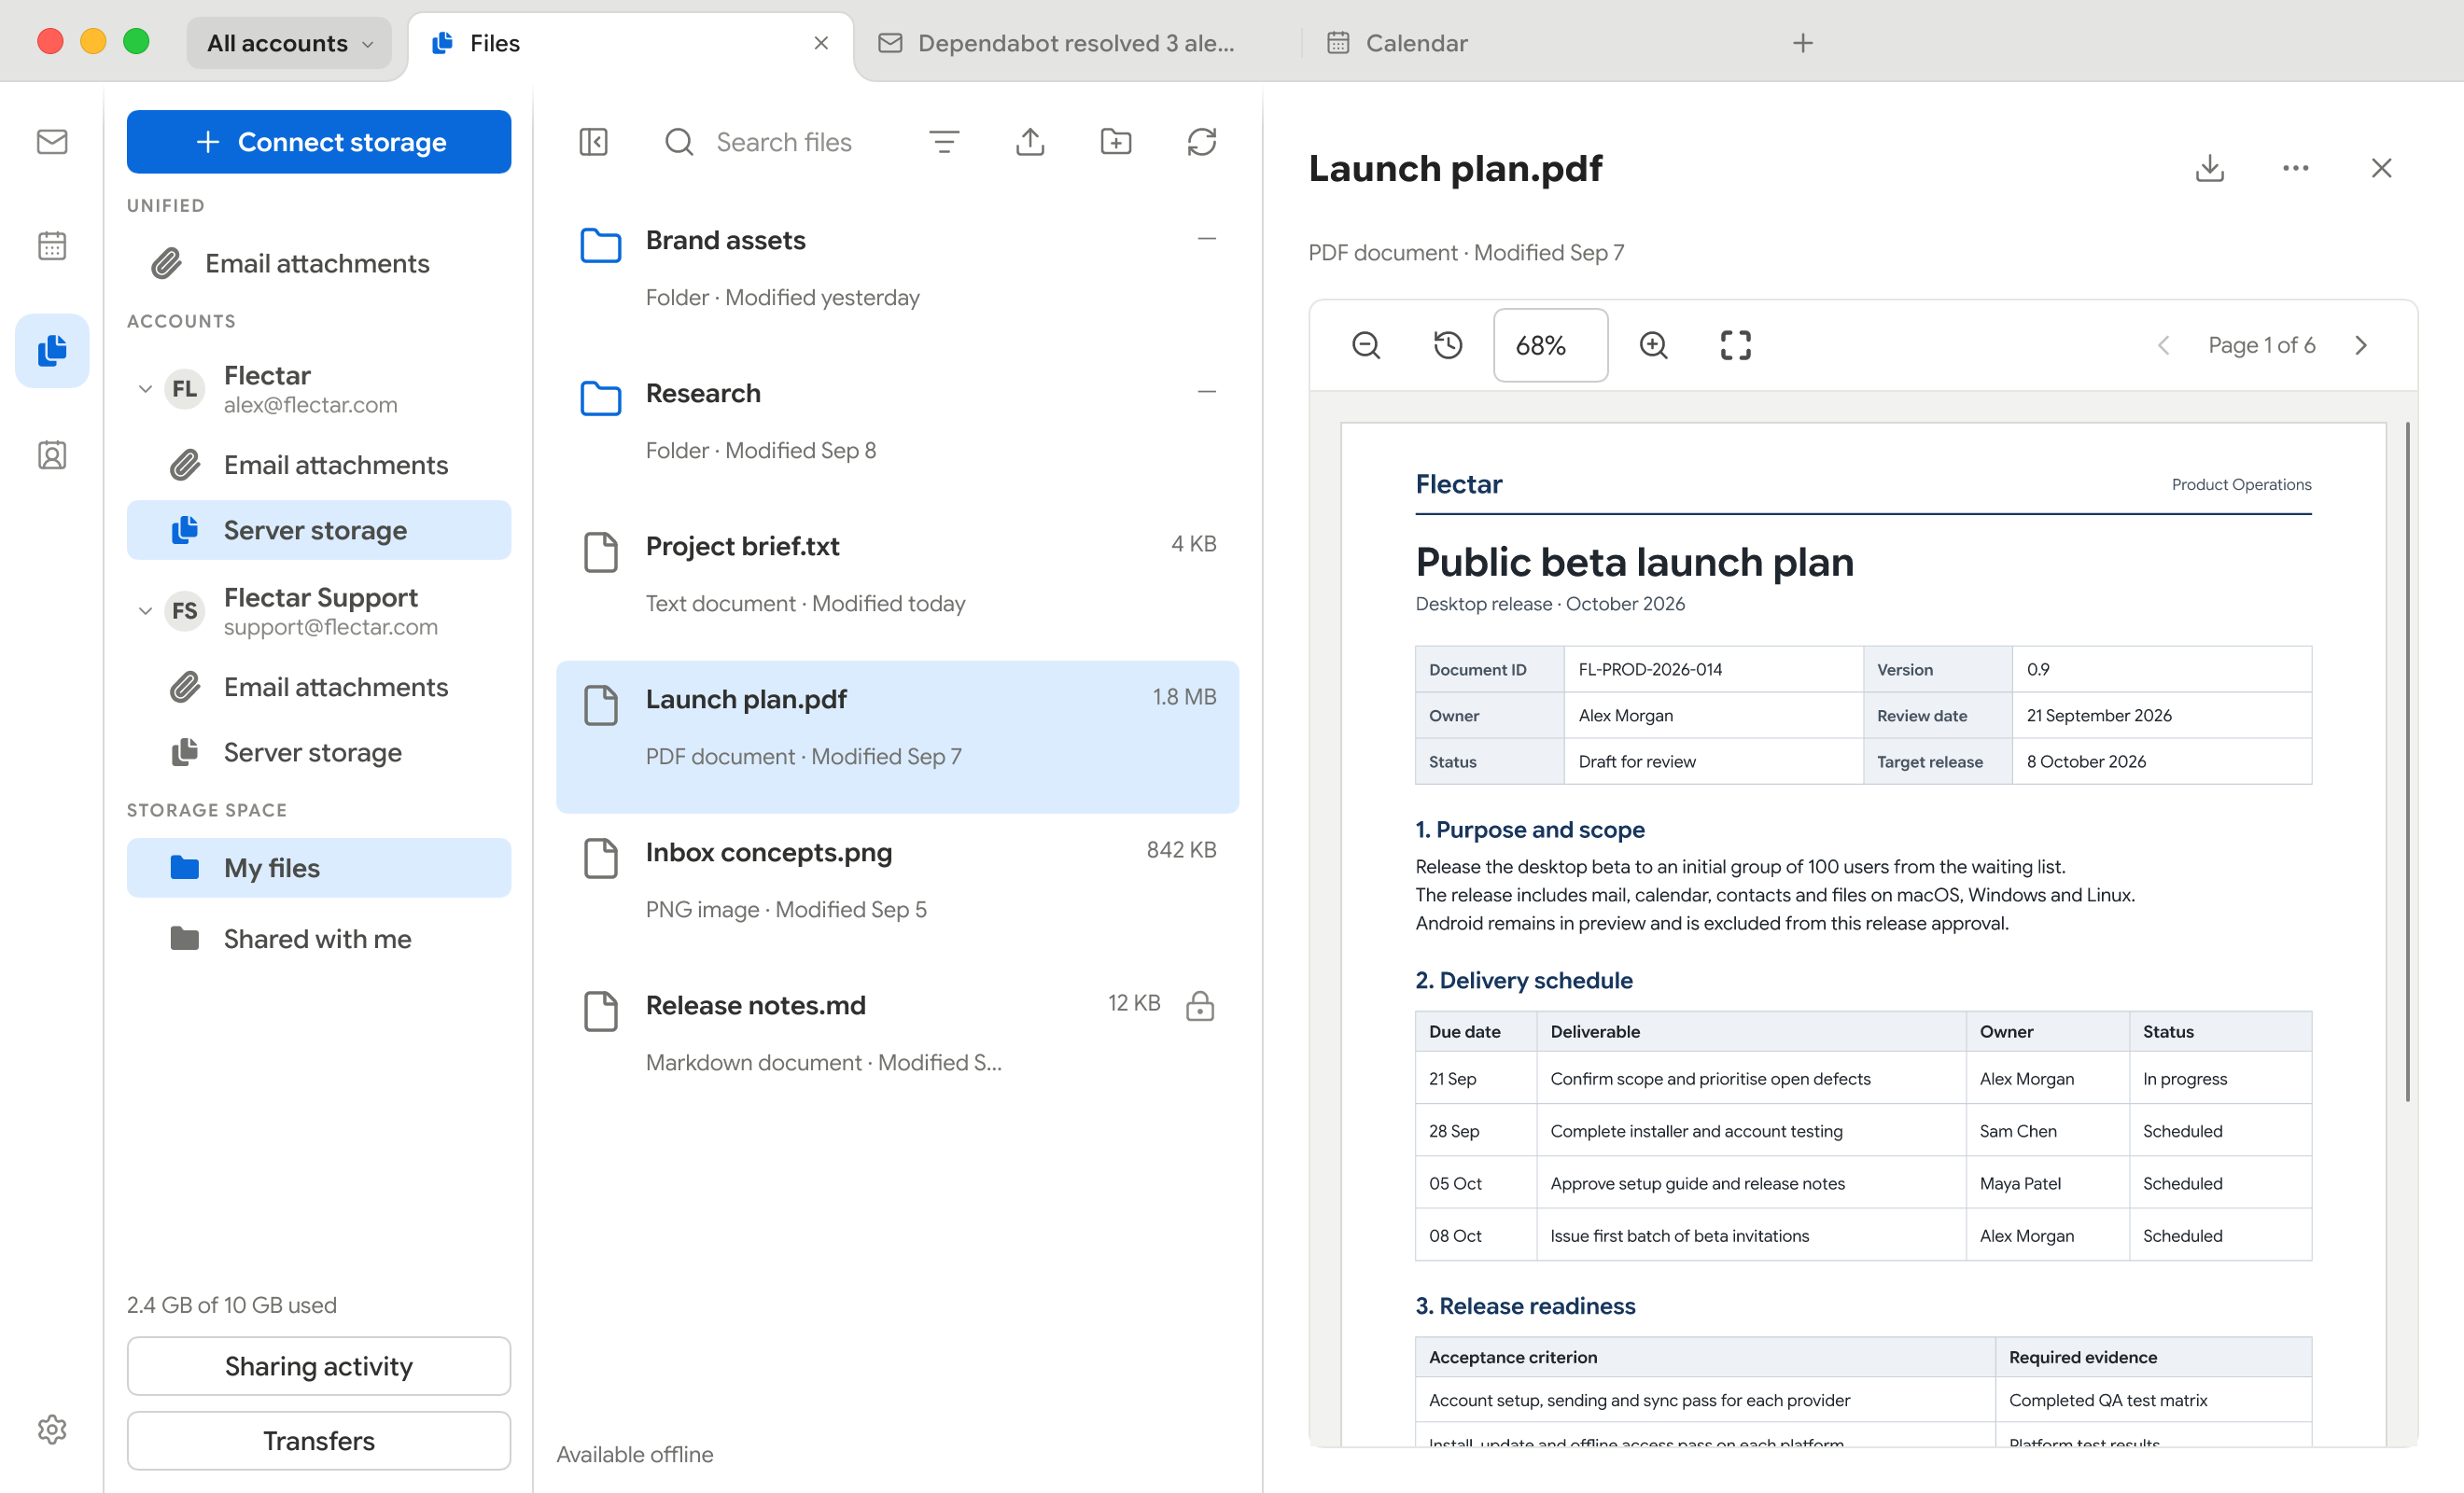 All accounts
Files
Dependabot resolved 3 ale...
Calendar
Connect storage
UNIFIED
Email attachments
ACCOUNTS
FL
Flectar
alex@flectar.com
Email attachments
Server storage
FS
Flectar Support
support@flectar.com
Email attachments
Server storage
STORAGE SPACE
My files
Shared with me
2.4 GB of 10 GB used
Sharing activity
Transfers
Search files
Brand assets
Folder · Modified yesterday
Research
Folder · Modified Sep 8
Project brief.txt 4 KB
Text document · Modified today
Launch plan.pdf 1.8 MB
PDF document · Modified Sep 7
Inbox concepts.png 842 KB
PNG image · Modified Sep 5
Release notes.md 12 KB
Markdown document · Modified S...
Available offline
Launch plan.pdf
PDF document · Modified Sep 7
68%
Page 1 of 6
Flectar Product Operations
Public beta launch plan
Desktop release · October 2026
Document ID FL-PROD-2026-014 Version 0.9
Owner Alex Morgan Review date 21 September 2026
Status Draft for review Target release 8 October 2026
1. Purpose and scope
Release the desktop beta to an initial group of 100 users from the waiting list.
The release includes mail, calendar, contacts and files on macOS, Windows and Linux.
Android remains in preview and is excluded from this release approval.
2. Delivery schedule
Due date Deliverable Owner Status
21 Sep Confirm scope and prioritise open defects Alex Morgan In progress
28 Sep Complete installer and account testing Sam Chen Scheduled
05 Oct Approve setup guide and release notes Maya Patel Scheduled
08 Oct Issue first batch of beta invitations Alex Morgan Scheduled
3. Release readiness
Acceptance criterion Required evidence
Account setup, sending and sync pass for each provider Completed QA test matrix
Install, update and offline access pass on each platform Platform test results